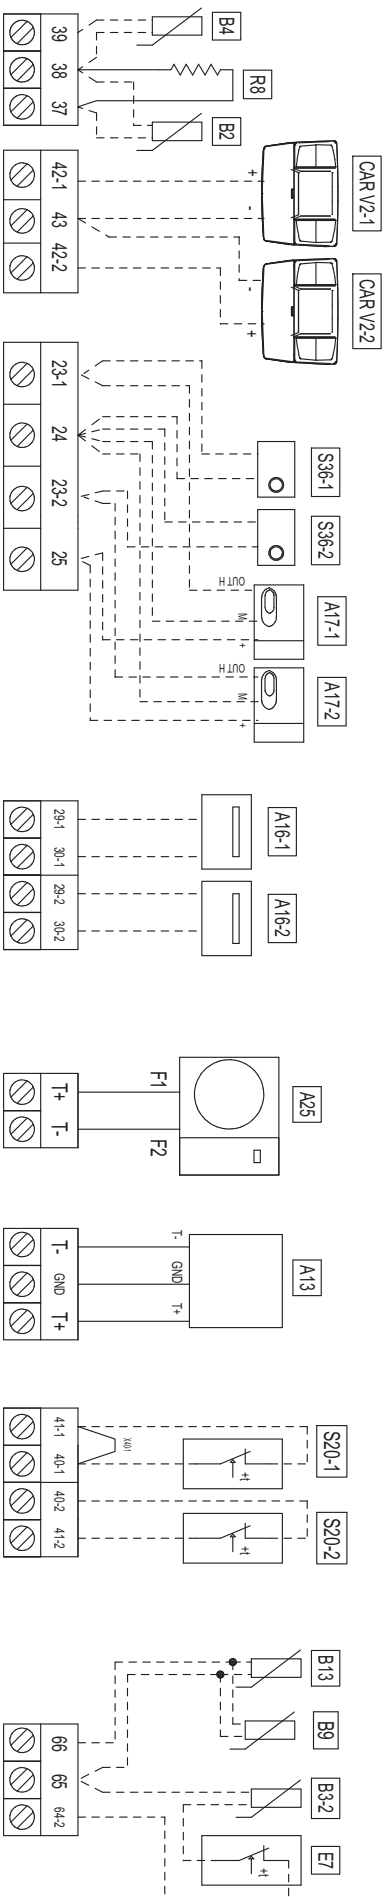 B4
R8
B2
39
38
37
CAR V2-1
CAR V2-2
+
-
-
+
42-1
43
42-2
S36-1
S36-2
A17-1
A17-2
OUT H
M
+
OUT H
M
+
23-1
24
23-2
25
A16-1
A16-2
29-1
30-1
29-2
30-2
A25
F1
F2
T+
T-
A13
T-
GND
T+
T-
GND
T+
S20-1
S20-2
+t
+t
X40-1
41-1
40-1
40-2
41-2
B13
B9
B3-2
E7
+t
66
65
64-2